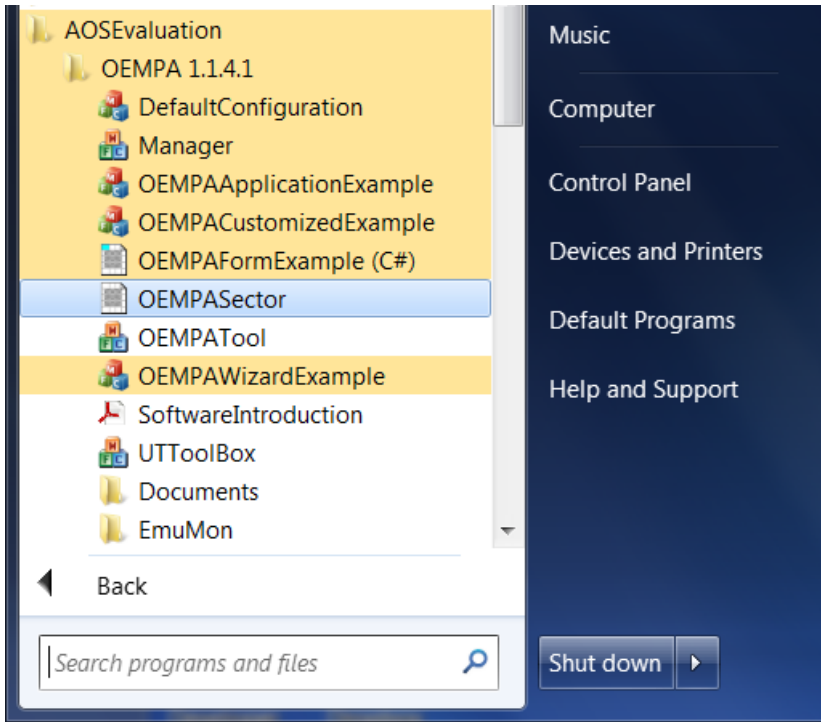 AOSEvaluation
OEMPA 1.1.4.1
DefaultConfiguration
Manager
OEMPAApplicationExample
OEMPACustomizedExample
OEMPAFormExample (C#)
OEMPASector
OEMPATool
OEMPAWizardExample
SoftwareIntroduction
UTToolBox
Documents
EmuMon
Back
Search programs and files
Music
Computer
Control Panel
Devices and Printers
Default Programs
Help and Support
Shut down